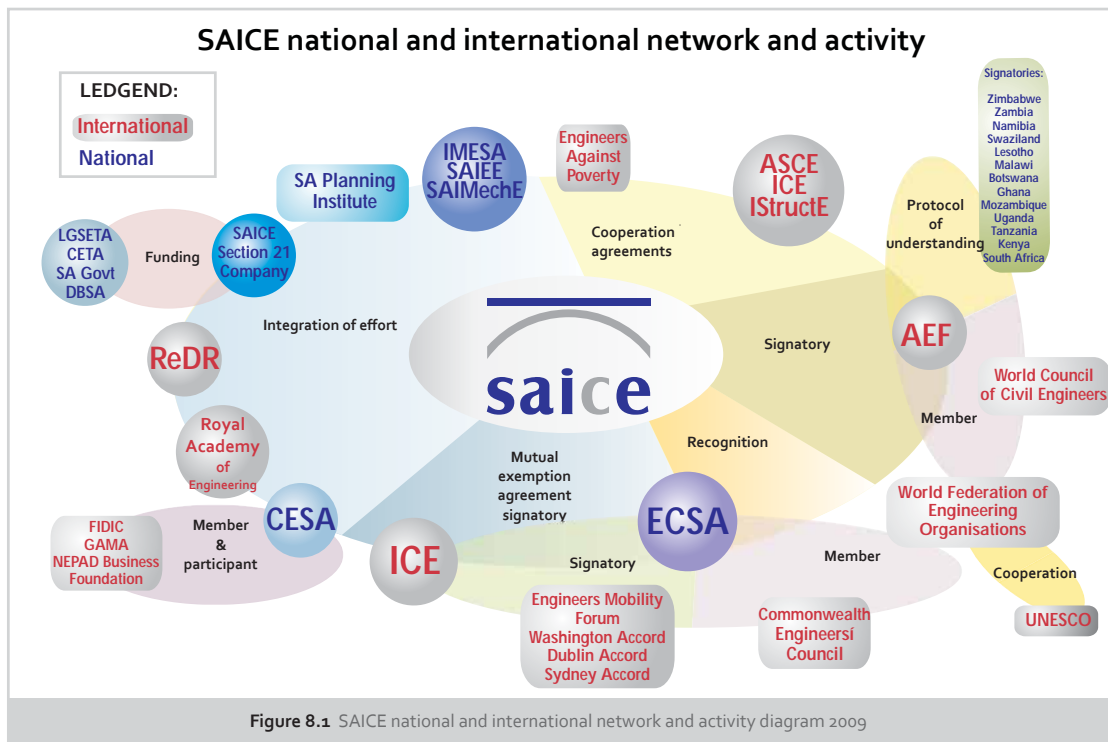 SAICE national and international network and activity
LEDGEND:
International
National
SA Planning
Institute
IMESA
SAIEE
SAIMechE
Engineers
Against
Poverty
ASCE
ICE
IStructE
Signatories:
Zimbabwe
Zambia
Namibia
Swaziland
Lesotho
Malawi
Botswana
Ghana
Mozambique
Uganda
Tanzania
Kenya
South Africa
Protocol
of
understanding
LGSETA
CETA
SA Govt
DBSA
Funding
SAICE
Section 21
Company
Cooperation
agreements
Integration of effort
saice
Signatory
AEF
ReDR
World Council
of Civil Engineers
Member
Royal
Academy
of
Engineering
Mutual
exemption
agreement
signatory
Recognition
World Federation of
Engineering
Organisations
FIDIC
GAMA
NEPAD Business
Foundation
Member
&
participant
CESA
ICE
ECSA
Signatory
Member
Cooperation
Engineers Mobility
Forum
Washington Accord
Dublin Accord
Sydney Accord
Commonwealth
Engineersí
Council
UNESCO
Figure 8.1 SAICE national and international network and activity diagram 2009